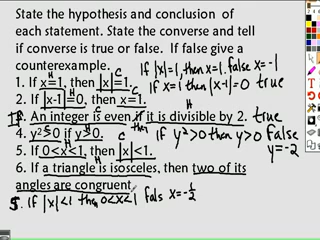 State the hypothesis and conclusion of
each statement. State the converse and tell
if converse is true or false. If false give a
counterexample.
H C
1. If x=1, then |x|=1. If |x|=1, then x=1. false x=-1
H C
2. If |x-1|=0, then x=1. If x=1 then |x-1|=0 true
3. An integer is even if it is divisible by 2. true
4. y²>0 if y>0. If y²>0 then y>0 false
y=-2
5. If 0<x<1, then |x|<1.
H
6. If a triangle is isosceles, then two of its
angles are congruent.
5. If |x|<1 then 0<x<1 fals x=-1/2